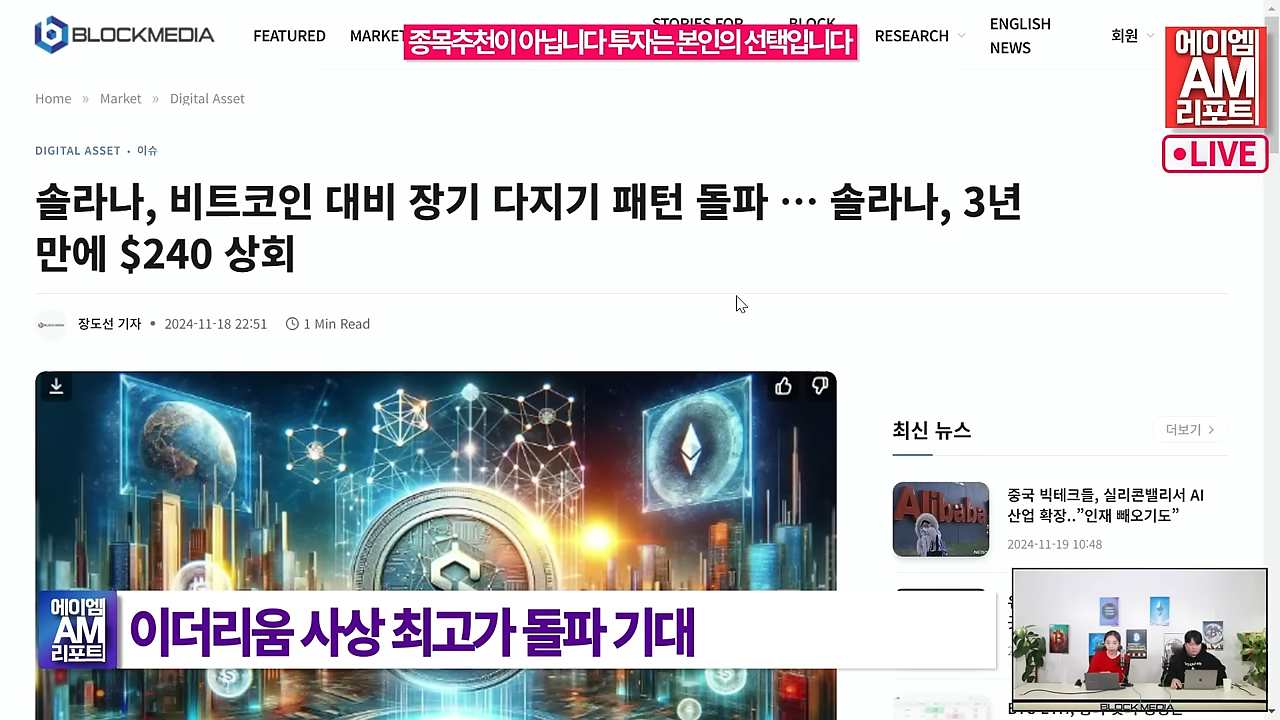 BLOCKMEDIA
FEATURED
MARKET
STORIES FOR
BLOCK
RESEARCH
ENGLISH
NEWS
회원
종목추천이 아닙니다 투자는 본인의 선택입니다
에이엠
AM
리포트
LIVE
Home » Market » Digital Asset
DIGITAL ASSET • 이슈
솔라나, 비트코인 대비 장기 다지기 패턴 돌파 … 솔라나, 3년
만에 $240 상회
장도선 기자 • 2024-11-18 22:51 1 Min Read
최신 뉴스
더보기
Alibaba
중국 빅테크들, 실리콘밸리서 AI
산업 확장.."인재 빼오기도"
2024-11-19 10:48
에이엠
AM
리포트
이더리움 사상 최고가 돌파 기대
BLOCKMEDIA